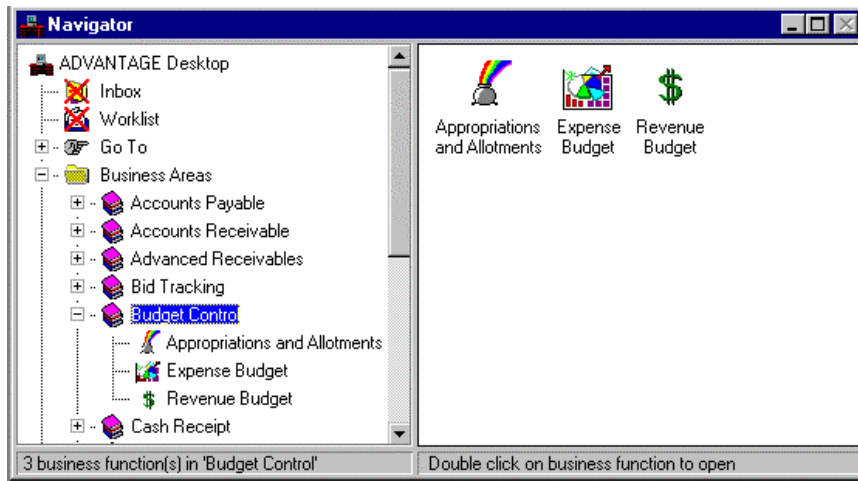 Navigator
ADVANTAGE Desktop
Inbox
Worklist
Go To
Business Areas
Accounts Payable
Accounts Receivable
Advanced Receivables
Bid Tracking
Budget Control
Appropriations and Allotments
Expense Budget
Revenue Budget
Cash Receipt
Appropriations
and Allotments
Expense
Budget
Revenue
Budget
3 business function(s) in 'Budget Control'
Double click on business function to open